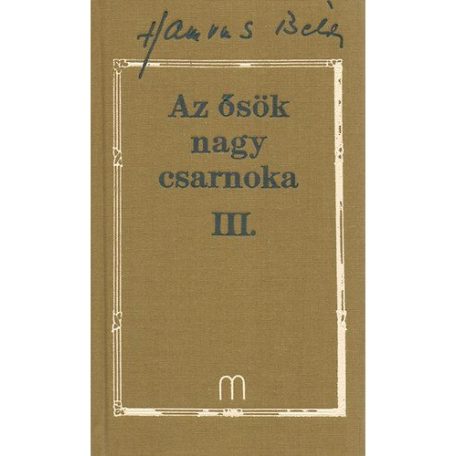 Hamvas Béla
Az ősök
nagy
csarnoka
III.
m